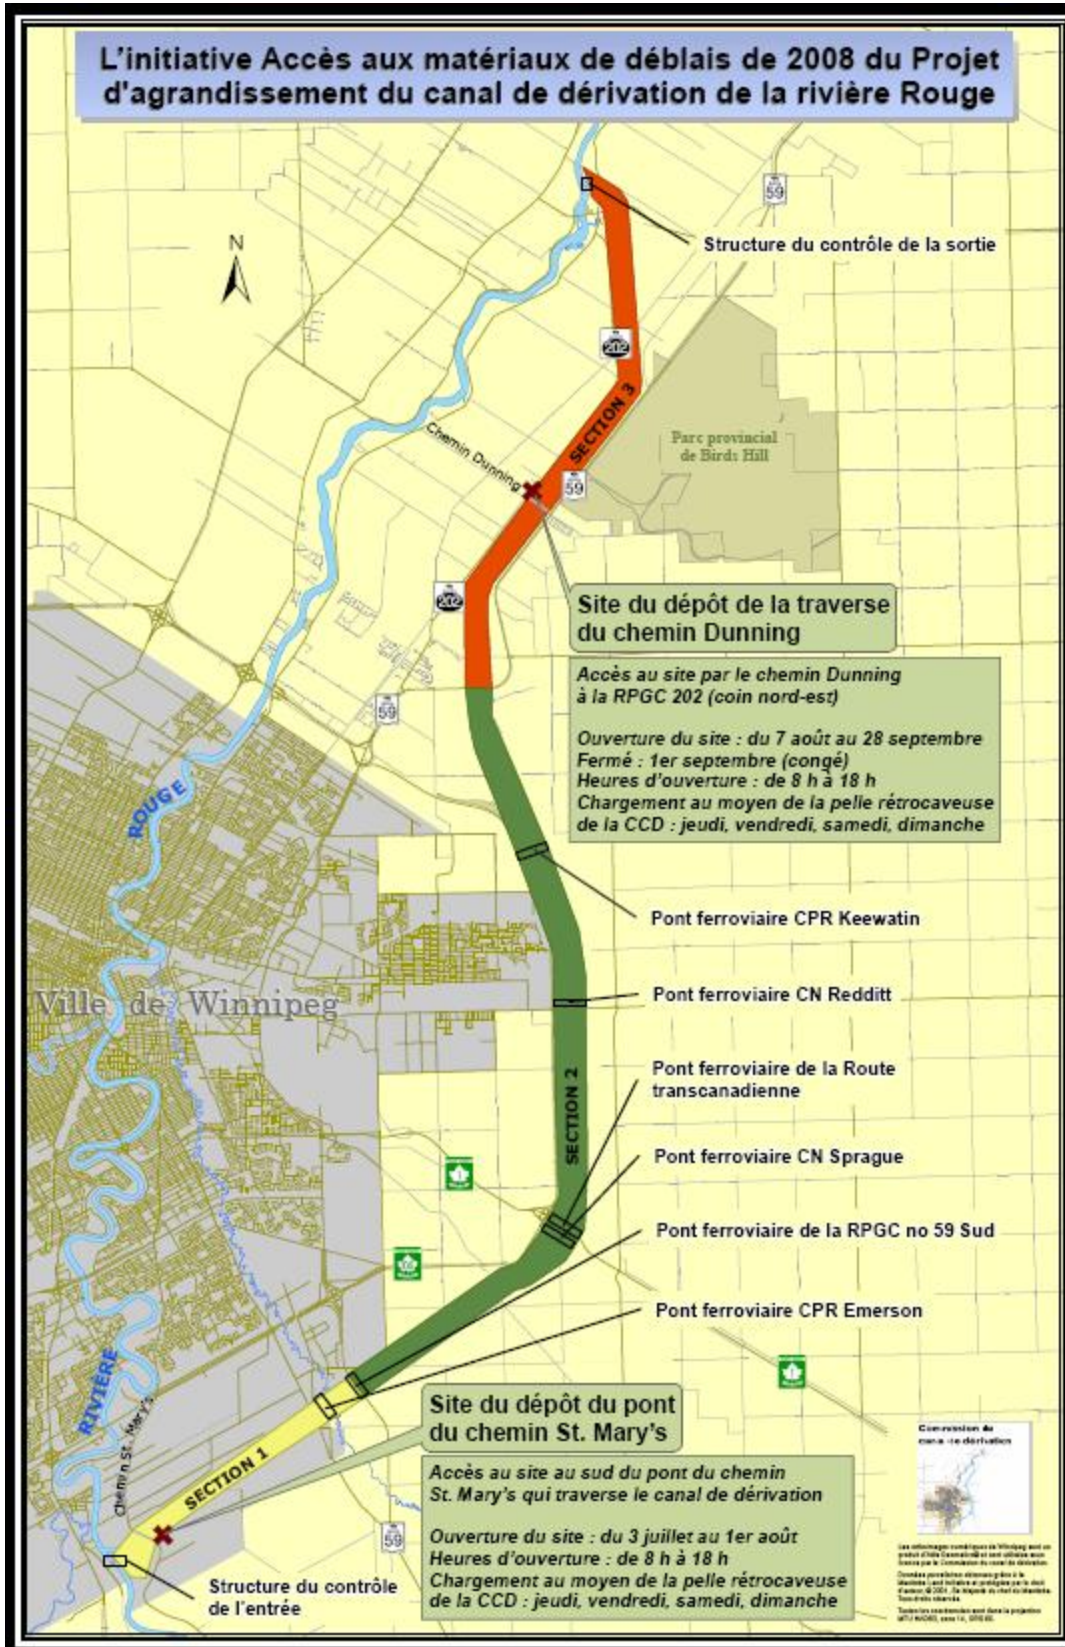 L'initiative Accès aux matériaux de déblais de 2008 du Projet
d'agrandissement du canal de dérivation de la rivière Rouge
59
N
Structure du contrôle de la sortie
202
SECTION 3
Parc provincial
de Birds Hill
Chemin Dunning
59
202
Site du dépôt de la traverse
du chemin Dunning
Accès au site par le chemin Dunning
à la RPGC 202 (coin nord-est)
Ouverture du site : du 7 août au 28 septembre
Fermé : 1er septembre (congé)
Heures d'ouverture : de 8 h à 18 h
Chargement au moyen de la pelle rétrocaveuse
de la CCD : jeudi, vendredi, samedi, dimanche
59
ROUGE
Pont ferroviaire CPR Keewatin
Ville de Winnipeg
Pont ferroviaire CN Redditt
SECTION 2
Pont ferroviaire de la Route
transcanadienne
Pont ferroviaire CN Sprague
1
Pont ferroviaire de la RPGC no 59 Sud
Pont ferroviaire CPR Emerson
1
RIVIÈRE
Chemin St. Mary's
SECTION 1
Site du dépôt du pont
du chemin St. Mary's
Accès au site au sud du pont du chemin
St. Mary's qui traverse le canal de dérivation
Ouverture du site : du 3 juillet au 1er août
Heures d'ouverture : de 8 h à 18 h
Chargement au moyen de la pelle rétrocaveuse
de la CCD : jeudi, vendredi, samedi, dimanche
59
Structure du contrôle
de l'entrée
Commission du
dérivation